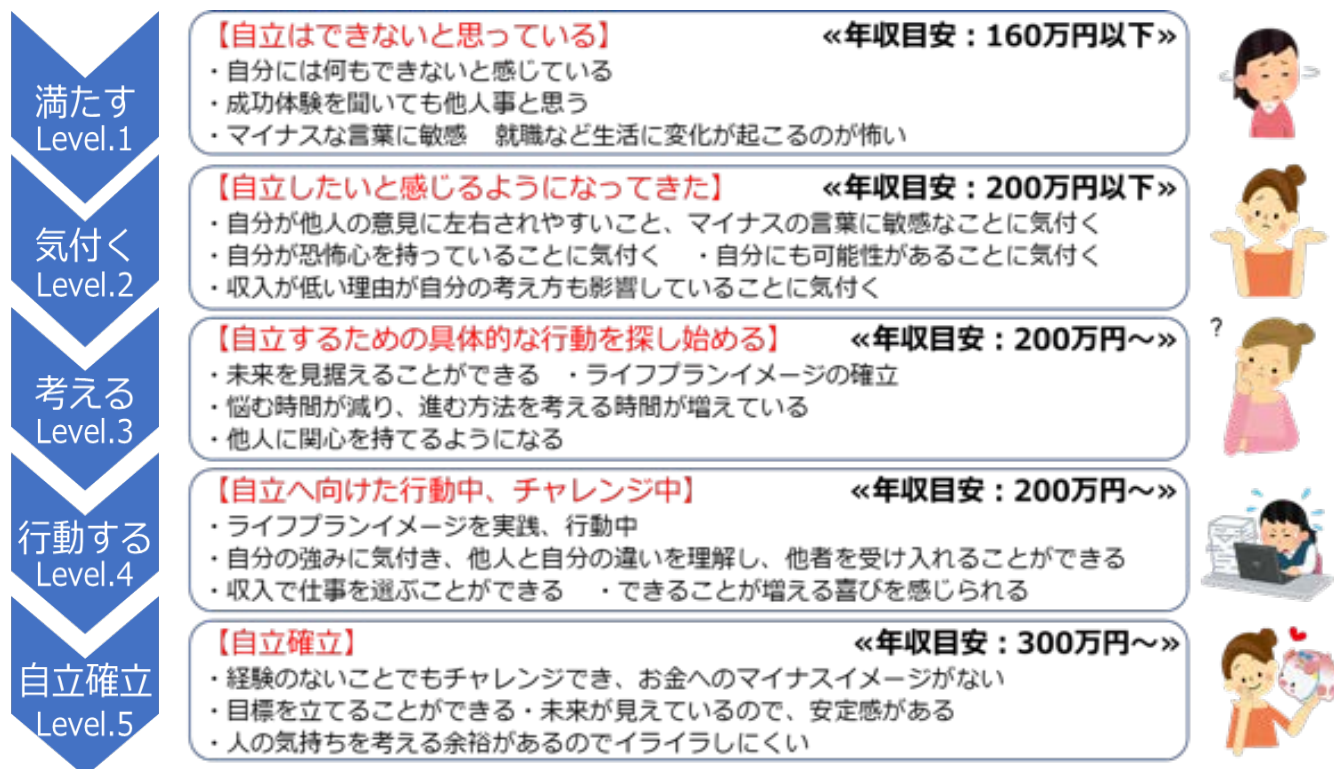 満たす
Level.1
【自立はできないと思っている】 ≪年収目安：160万円以下≫
・自分には何もできないと感じている
・成功体験を聞いても他人事と思う
・マイナスな言葉に敏感　就職など生活に変化が起こるのが怖い
気付く
Level.2
【自立したいと感じるようになってきた】 ≪年収目安：200万円以下≫
・自分が他人の意見に左右されやすいこと、マイナスの言葉に敏感なことに気付く
・自分が恐怖心を持っていることに気付く　・自分にも可能性があることに気付く
・収入が低い理由が自分の考え方も影響していることに気付く
考える
Level.3
【自立するための具体的な行動を探し始める】 ≪年収目安：200万円～≫
・未来を見据えることができる　・ライフプランイメージの確立
・悩む時間が減り、進む方法を考える時間が増えている
・他人に関心を持てるようになる
?
行動する
Level.4
【自立へ向けた行動中、チャレンジ中】 ≪年収目安：200万円～≫
・ライフプランイメージを実践、行動中
・自分の強みに気付き、他人と自分の違いを理解し、他者を受け入れることができる
・収入で仕事を選ぶことができる　・できることが増える喜びを感じられる
自立確立
Level.5
【自立確立】 ≪年収目安：300万円～≫
・経験のないことでもチャレンジでき、お金へのマイナスイメージがない
・目標を立てることができる・未来が見えているので、安定感がある
・人の気持ちを考える余裕があるのでイライラしにくい